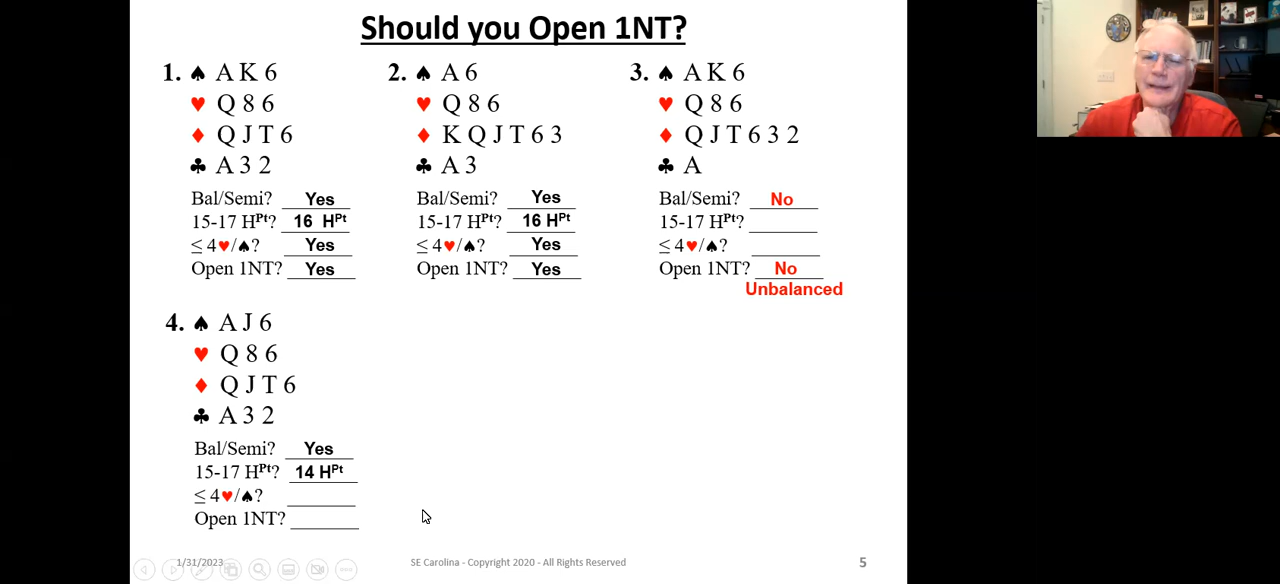 Should you Open 1NT?
1. ♠ A K 6
♥ Q 8 6
♦ Q J T 6
♣ A 3 2
Bal/Semi? Yes
15-17 HPt? 16 HPt
≤ 4♥/♠? Yes
Open 1NT? Yes
2. ♠ A 6
♥ Q 8 6
♦ K Q J T 6 3
♣ A 3
Bal/Semi? Yes
15-17 HPt? 16 HPt
≤ 4♥/♠? Yes
Open 1NT? Yes
3. ♠ A K 6
♥ Q 8 6
♦ Q J T 6 3 2
♣ A
Bal/Semi? No
15-17 HPt?
≤ 4♥/♠?
Open 1NT? No
Unbalanced
4. ♠ A J 6
♥ Q 8 6
♦ Q J T 6
♣ A 3 2
Bal/Semi? Yes
15-17 HPt? 14 HPt
≤ 4♥/♠?
Open 1NT?
1/31/2023
SE Carolina - Copyright 2020 - All Rights Reserved
5